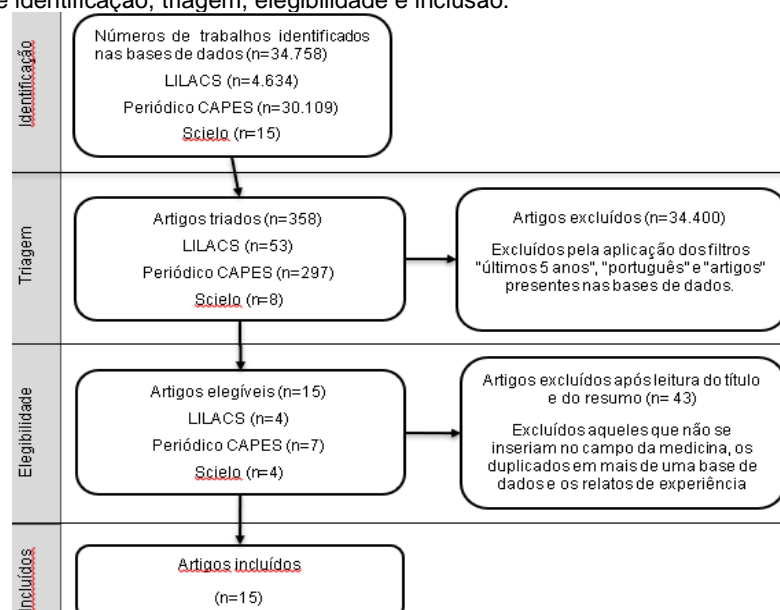 e identificação, triagem, elegibilidade e inclusão.
Identificação
Números de trabalhos identificados
nas bases de dados (n=34.758)
LILACS (n=4.634)
Periódico CAPES (n=30.109)
Scielo (n=15)
Triagem
Artigos triados (n=358)
LILACS (n=53)
Periódico CAPES (n=297)
Scielo (n=8)
Artigos excluídos (n=34.400)
Excluídos pela aplicação dos filtros
"últimos 5 anos", "português" e "artigos"
presentes nas bases de dados.
Elegibilidade
Artigos elegíveis (n=15)
LILACS (n=4)
Periódico CAPES (n=7)
Scielo (n=4)
Artigos excluídos após leitura do título
e do resumo (n= 43)
Excluídos aqueles que não se
inseriam no campo da medicina, os
duplicados em mais de uma base de
dados e os relatos de experiência
Incluídos
Artigos incluídos
(n=15)